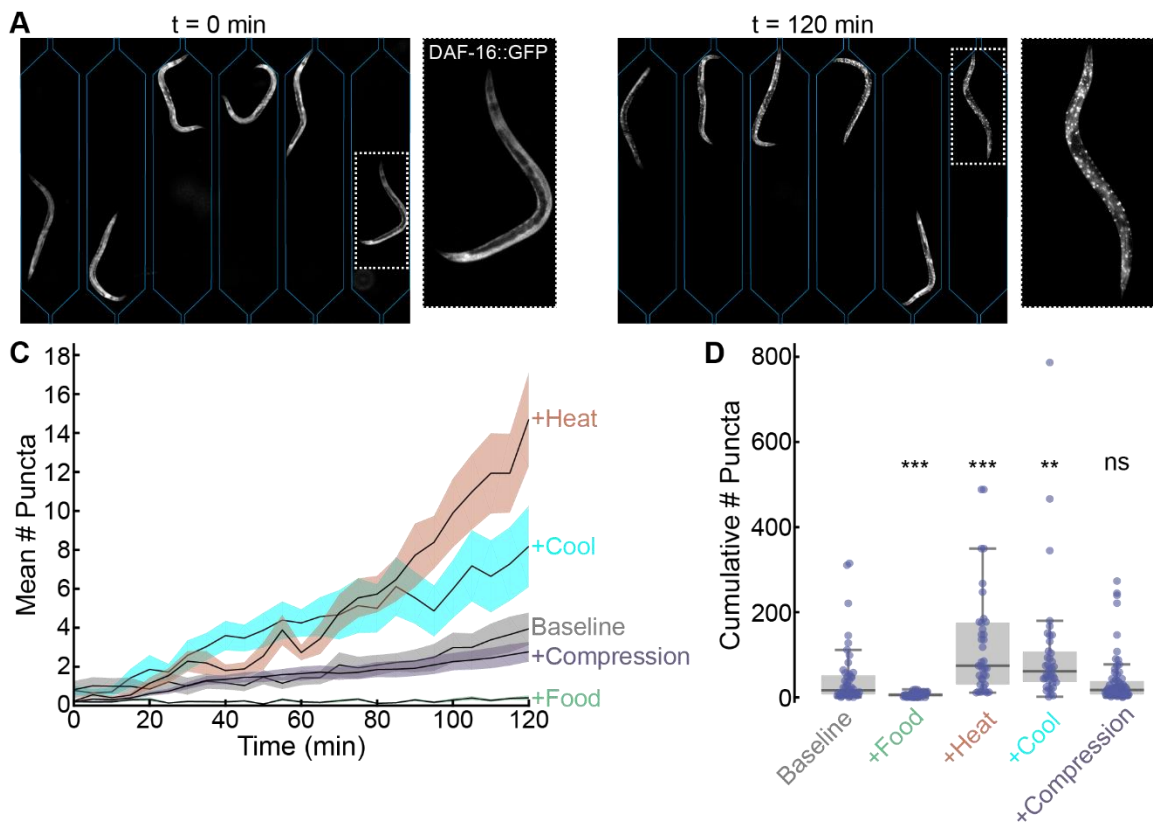 A
t = 0 min
t = 120 min
DAF-16::GFP
C
18
16
14
12
10
8
6
4
2
0
Mean # Puncta
0 20 40 60 80 100 120
Time (min)
+Heat
+Cool
Baseline
+Compression
+Food
D
800
600
400
200
0
Cumulative # Puncta
*** *** ** ns
Baseline
+Food
+Heat
+Cool
+Compression